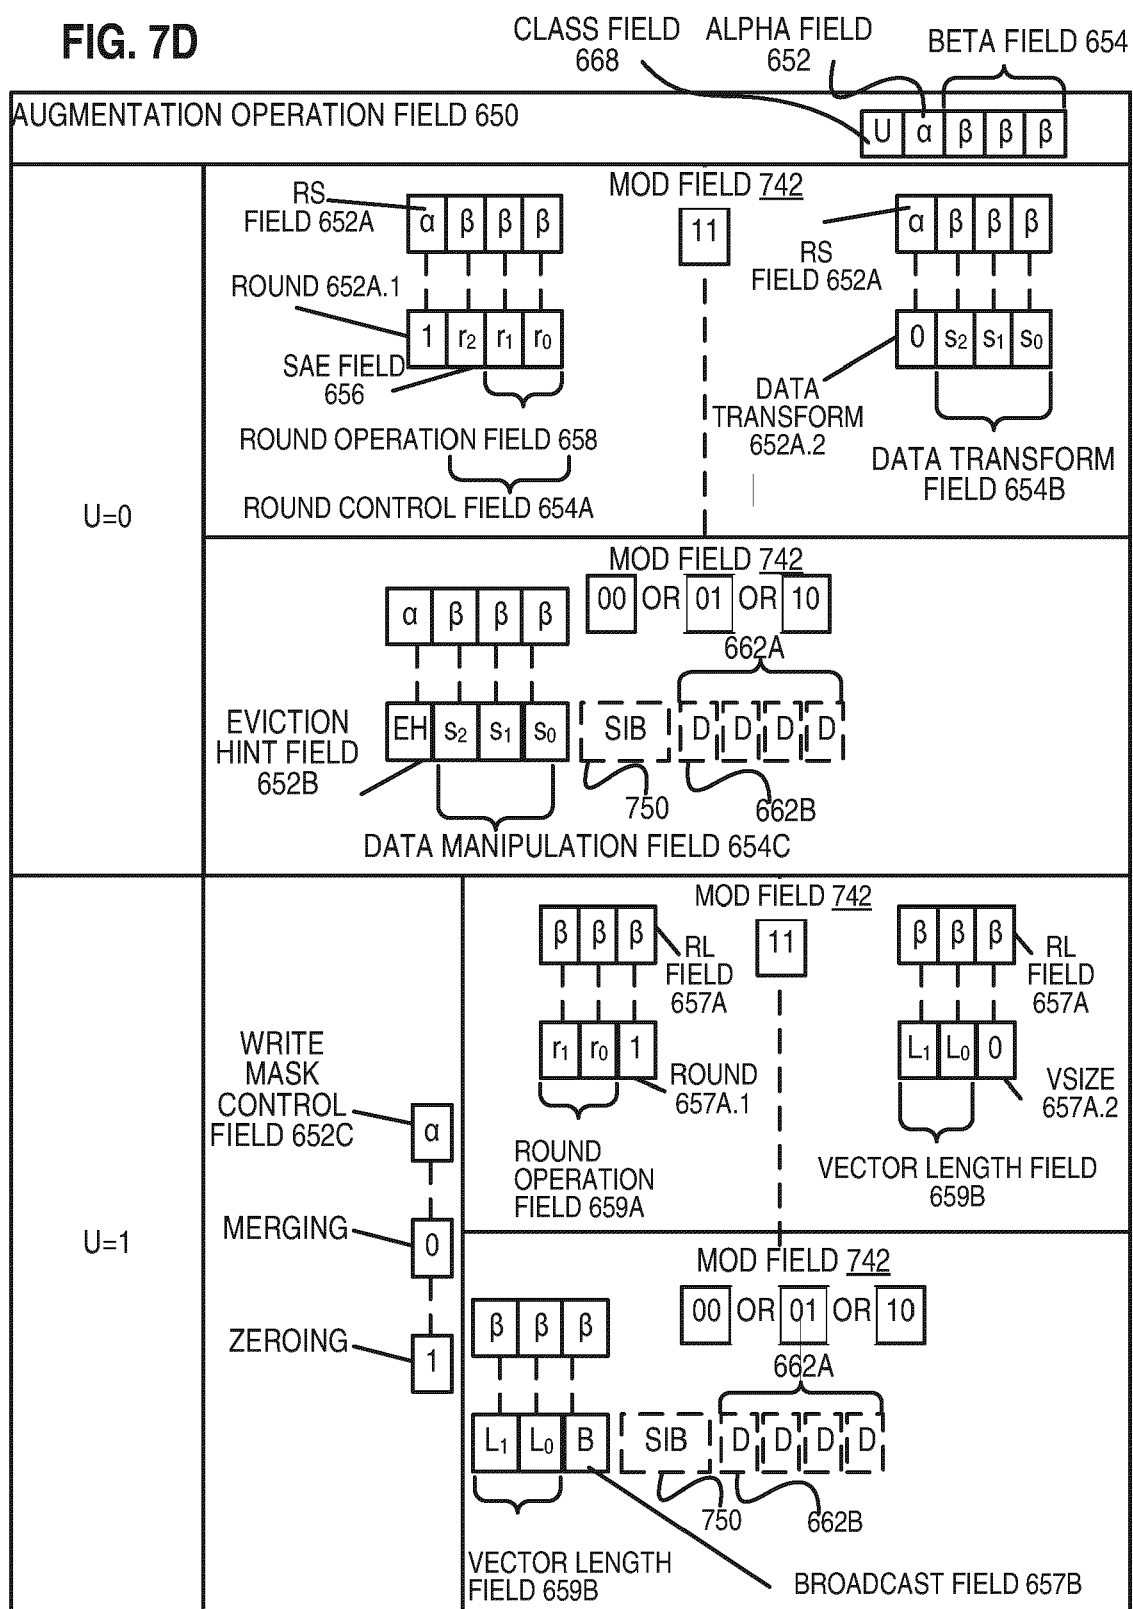 FIG. 7D
CLASS FIELD
668
ALPHA FIELD
652
BETA FIELD 654
AUGMENTATION OPERATION FIELD 650
U α β β β
U=0
MOD FIELD 742
11
RS
FIELD 652A
α β β β
ROUND 652A.1
1 r2 r1 r0
SAE FIELD
656
ROUND OPERATION FIELD 658
ROUND CONTROL FIELD 654A
α β β β
RS
FIELD 652A
0 s2 s1 s0
DATA
TRANSFORM
652A.2
DATA TRANSFORM
FIELD 654B
MOD FIELD 742
00 OR 01 OR 10
α β β β
662A
EVICTION
HINT FIELD
652B
EH s2 s1 s0 SIB D D D D
750
662B
DATA MANIPULATION FIELD 654C
U=1
WRITE
MASK
CONTROL
FIELD 652C
α
MERGING
0
ZEROING
1
MOD FIELD 742
11
β β β
RL
FIELD
657A
r1 r0 1
ROUND
657A.1
ROUND
OPERATION
FIELD 659A
β β β
RL
FIELD
657A
L1 L0 0
VSIZE
657A.2
VECTOR LENGTH FIELD
659B
MOD FIELD 742
00 OR 01 OR 10
β β β
662A
L1 L0 B SIB D D D D
750
662B
VECTOR LENGTH
FIELD 659B
BROADCAST FIELD 657B